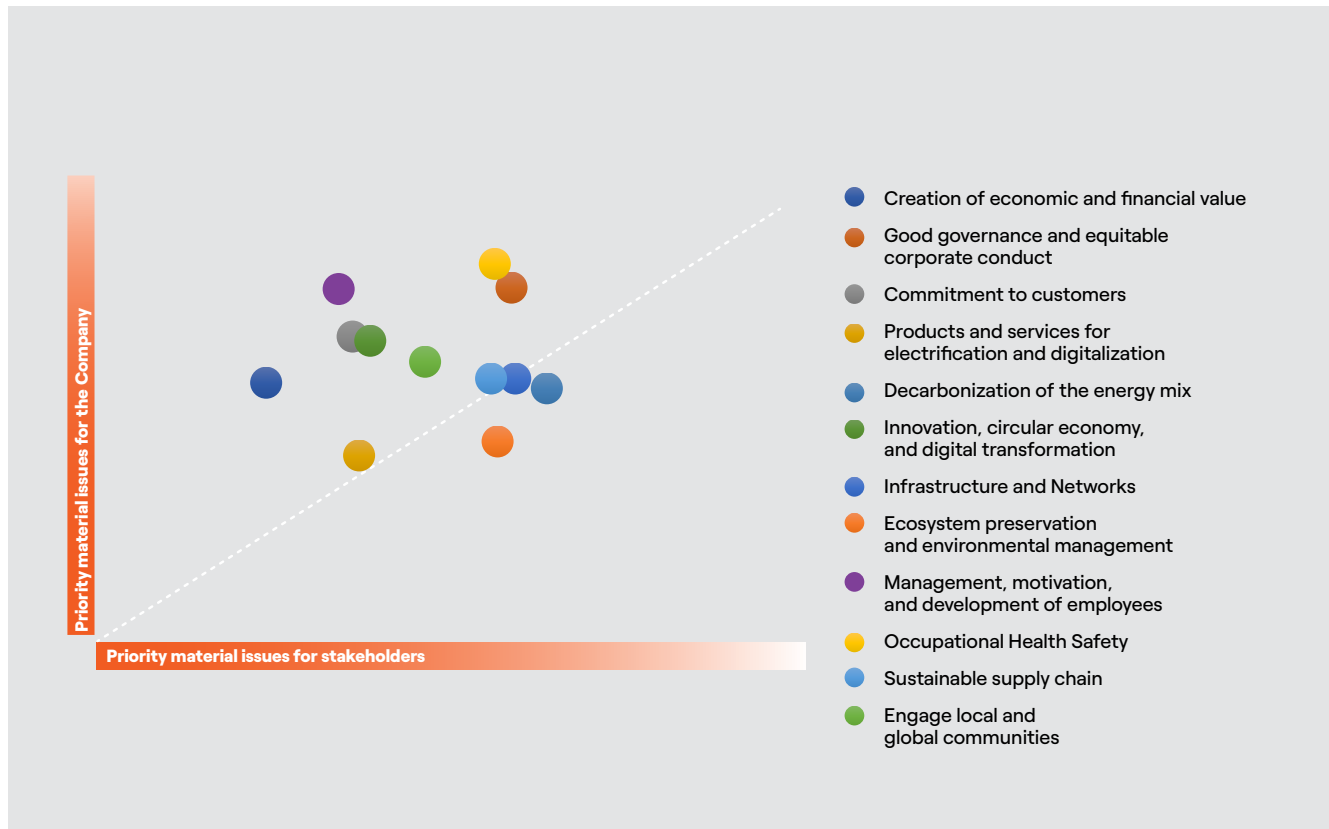 Priority material issues for the Company
Priority material issues for stakeholders
Creation of economic and financial value
Good governance and equitable
corporate conduct
Commitment to customers
Products and services for
electrification and digitalization
Decarbonization of the energy mix
Innovation, circular economy,
and digital transformation
Infrastructure and Networks
Ecosystem preservation
and environmental management
Management, motivation,
and development of employees
Occupational Health Safety
Sustainable supply chain
Engage local and
global communities